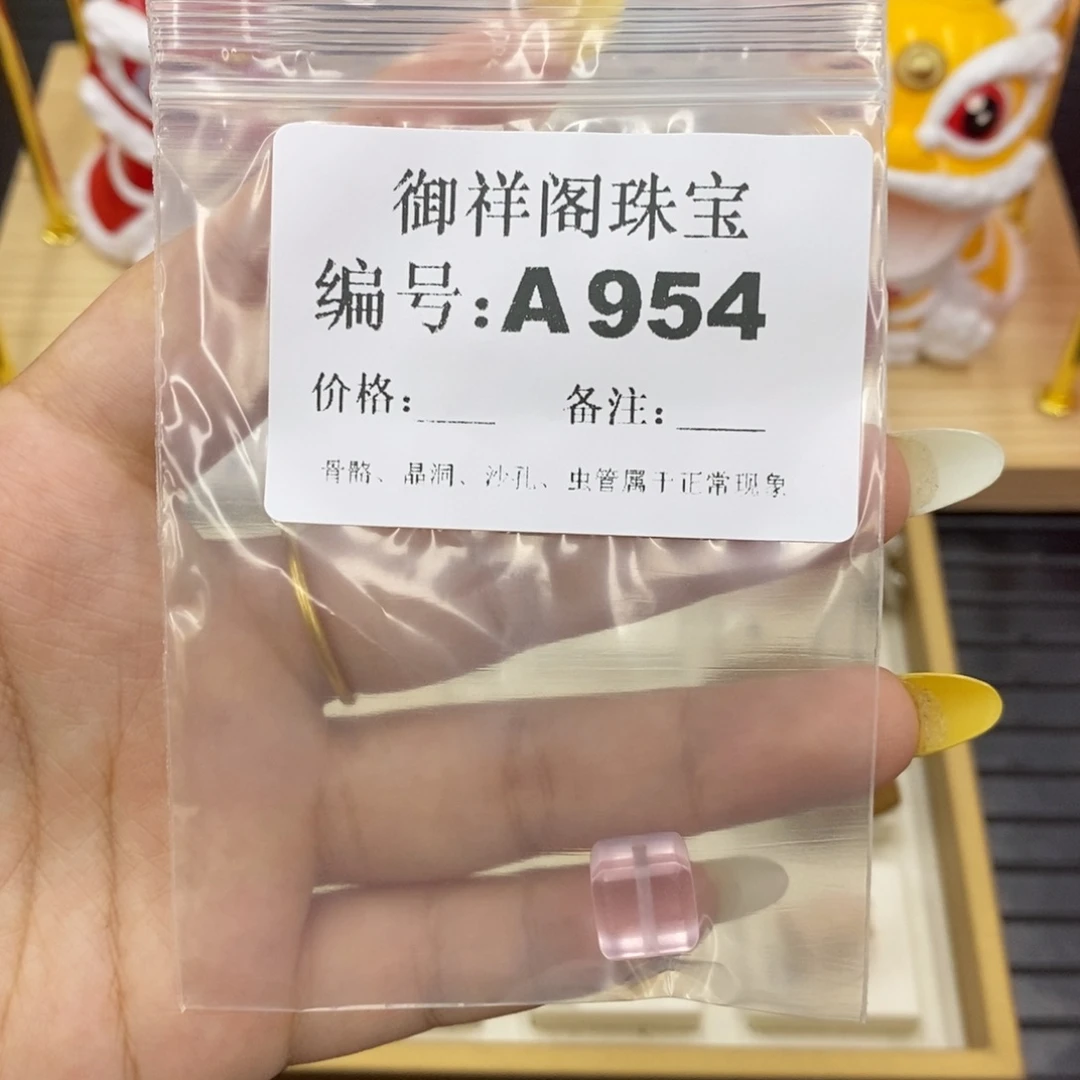 御祥阁珠宝
编号:A954
价格:____ 备注:____
骨骼、晶洞、沙孔、虫管属于正常现象